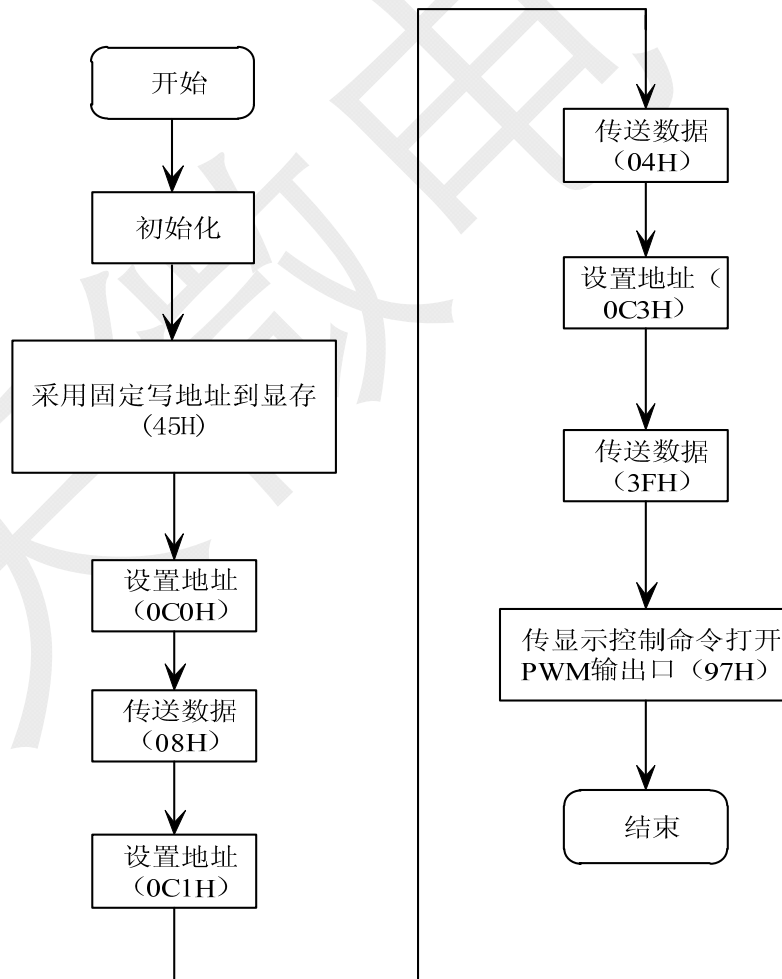 开始
初始化
采用固定写地址到显存
(45H)
设置地址
（0C0H）
传送数据
（08H）
设置地址
（0C1H）
传送数据
（04H）
设置地址（
0C3H）
传送数据
（3FH）
传显示控制命令打开
PWM输出口（97H）
结束